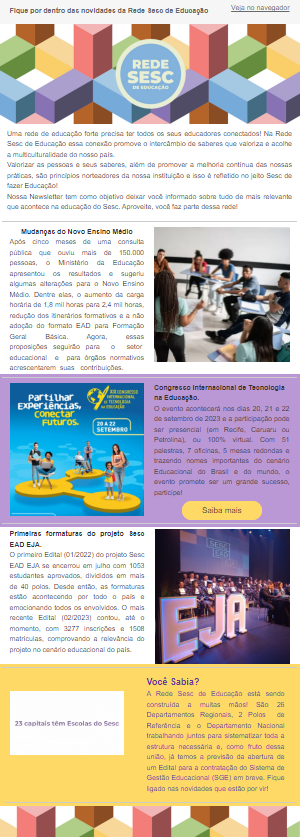 Fique por dentro das novidades da Rede Sesc de Educação
Veja no navegador
REDE
SESC
DE EDUCAÇÃO
Uma rede de educação forte precisa ter todos os seus educadores conectados! Na Rede
Sesc de Educação essa conexão promove o intercâmbio de saberes que valoriza e acolhe
a multiculturalidade do nosso país.
Valorizar as pessoas e seus saberes, além de promover a melhoria contínua das nossas
práticas, são princípios norteadores da nossa instituição e isso é refletido no jeito Sesc de
fazer Educação!
Nossa Newsletter tem como objetivo deixar você informado sobre tudo de mais relevante
que acontece na educação do Sesc. Aproveite, você faz parte dessa rede!
Mudanças do Novo Ensino Médio
Após cinco meses de uma consulta
pública que ouviu mais de 150.000
pessoas, o Ministério da Educação
apresentou os resultados e sugeriu
algumas alterações para o Novo Ensino
Médio. Dentre elas, o aumento da carga
horária de 1,8 mil horas para 2,4 mil horas,
redução dos itinerários formativos e a não
adoção do formato EAD para Formação
Geral Básica. Agora, essas
proposições seguirão para o setor
educacional e para órgãos normativos
acrescentarem suas contribuições.
Partilhar
Experiências,
Conectar
Futuros.
XIX CONGRESSO
INTERNACIONAL
DE TECNOLOGIA
NA EDUCAÇÃO
20 A 22
SETEMBRO
Congresso Internacional de Tecnologia
na Educação.
O evento acontecerá nos dias 20, 21 e 22
de setembro de 2023 e a participação pode
ser presencial (em Recife, Caruaru ou
Petrolina), ou 100% virtual. Com 51
palestras, 7 oficinas, 5 mesas redondas e
trazendo nomes importantes do cenário
Educacional do Brasil e do mundo, o
evento promete ser um grande sucesso,
participe!
Saiba mais
Primeiras formaturas do projeto Sesc
EAD EJA.
O primeiro Edital (01/2022) do projeto Sesc
EAD EJA se encerrou em julho com 1053
estudantes aprovados, divididos em mais
de 40 polos. Desde então, as formaturas
estão acontecendo por todo o país e
emocionando todos os envolvidos. O mais
recente Edital (02/2023) contou, até o
momento, com 3277 inscrições e 1508
matrículas, comprovando a relevância do
projeto no cenário educacional do país.
EJA
23 capitais têm Escolas do Sesc
Você Sabia?
A Rede Sesc de Educação está sendo
construída a muitas mãos! São 26
Departamentos Regionais, 2 Polos de
Referência e o Departamento Nacional
trabalhando juntos para sistematizar toda a
estrutura necessária e, como fruto dessa
união, já temos a previsão da abertura de
um Edital para a contratação do Sistema de
Gestão Educacional (SGE) em breve. Fique
ligado nas novidades que estão por vir!